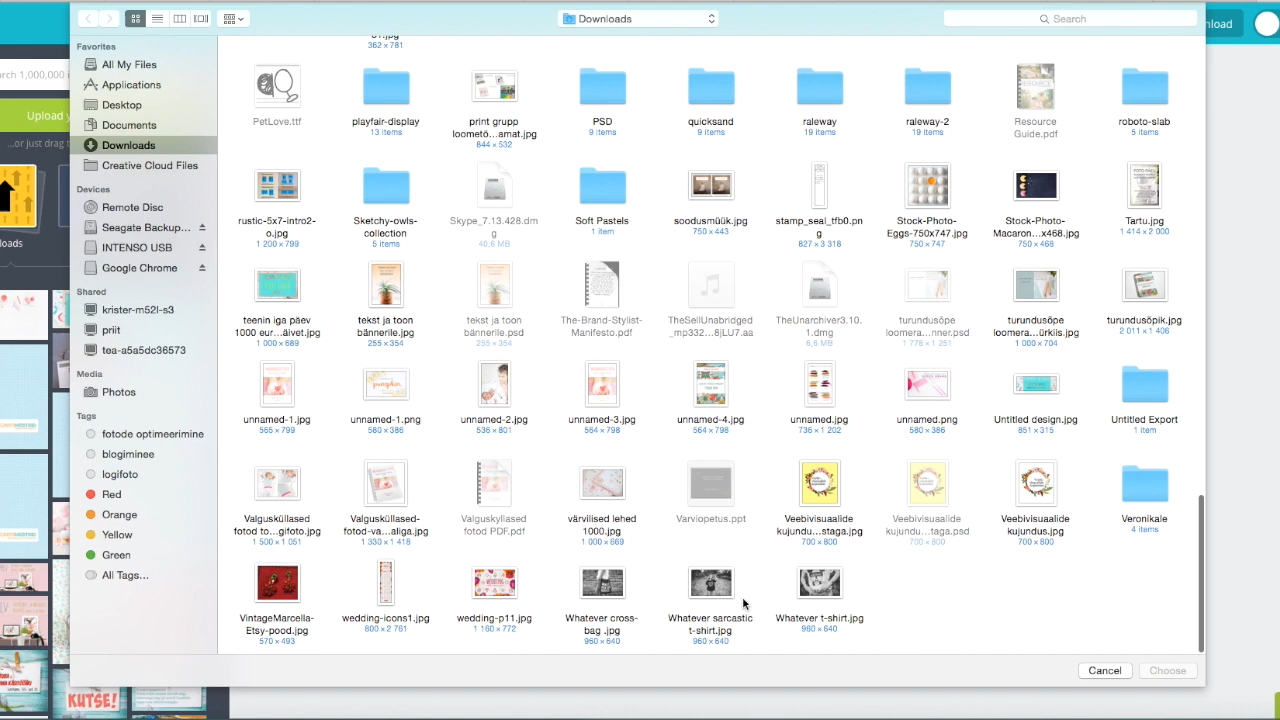 Downloads
Search
nload
rch 1,000,000 i
Upload y
...or just drag t
loads
Favorites
All My Files
Applications
Desktop
Documents
Downloads
Creative Cloud Files
Devices
Remote Disc
Seagate Backup...
INTENSO USB
Google Chrome
Shared
krister-m52l-s3
priit
tea-a5a5dc36573
Media
Photos
Tags
fotode optimeerimine
blogiminee
logifoto
Red
Orange
Yellow
Green
All Tags...
362 × 781
PetLove.ttf
playfair-display
13 items
print grupp
loometö...amat.jpg
844 × 532
PSD
9 items
quicksand
9 items
raleway
19 items
raleway-2
19 items
Resource
Guide.pdf
roboto-slab
5 items
rustic-5x7-intro2-
o.jpg
1 200 × 799
Sketchy-owls-
collection
5 items
Skype_7.13.428.dm
g
40,6 MB
Soft Pastels
1 item
soodusmüük.jpg
750 × 443
stamp_seal_tfb0.pn
g
827 × 3 318
Stock-Photo-
Eggs-750x747.jpg
750 × 747
Stock-Photo-
Macaron...x468.jpg
750 × 468
Tartu.jpg
1 414 × 2 000
teenin iga päev
1000 eur...äivet.jpg
1 000 × 689
tekst ja toon
bännerile.jpg
255 × 354
tekst ja toon
bännerile.psd
255 × 354
The-Brand-Stylist-
Manifesto.pdf
TheSellUnabridged
_mp332...8jLU7.aa
TheUnarchiver3.10.
1.dmg
6,6 MB
turundusõpe
loomera...nner.psd
1 778 × 1 251
turundusõpe
loomera...ürkiis.jpg
1 000 × 704
turundusõpik.jpg
2 011 × 1 406
unnamed-1.jpg
565 × 799
unnamed-1.png
580 × 386
unnamed-2.jpg
536 × 801
unnamed-3.jpg
564 × 798
unnamed-4.jpg
564 × 798
unnamed.jpg
736 × 1 202
unnamed.png
580 × 386
Untitled design.jpg
851 × 315
Untitled Export
1 item
Valgusküllased
fotod to...gifoto.jpg
1 500 × 1 051
Valgusküllased-
fotod-va...aliga.jpg
1 330 × 1 418
Valguskyllased
fotod PDF.pdf
värvilised lehed
1000.jpg
1 000 × 669
Varviopetus.ppt
Veebivisuaalide
kujundu...staga.jpg
700 × 800
Veebivisuaalide
kujundu...taga.psd
700 × 800
Veebivisuaalide
kujundus.jpg
700 × 800
Veronikale
4 items
VintageMarcella-
Etsy-pood.jpg
570 × 493
wedding-icons1.jpg
800 × 2 761
wedding-p11.jpg
1 160 × 772
Whatever cross-
bag .jpg
960 × 640
Whatever sarcastic
t-shirt.jpg
960 × 640
Whatever t-shirt.jpg
960 × 640
KUTSE!
Cancel
Choose